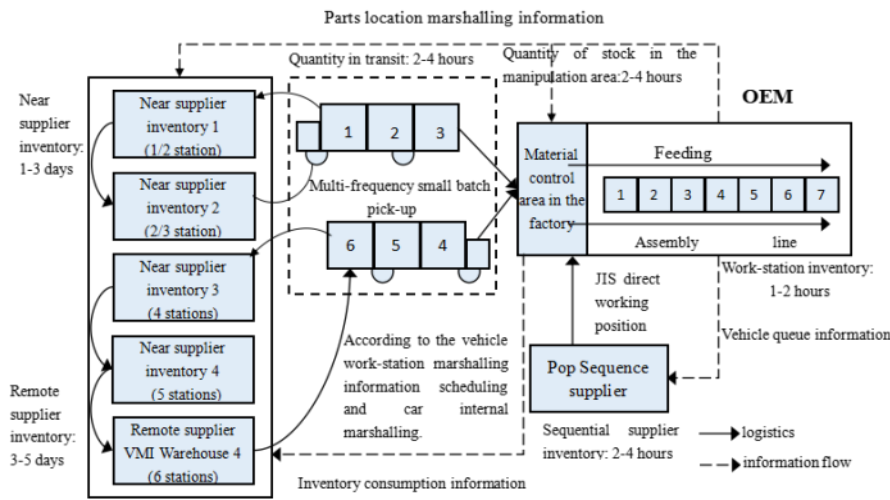 Parts location marshalling information
Quantity in transit: 2-4 hours
Quantity of stock in the
manipulation area:2-4 hours
OEM
Near
supplier
inventory:
1-3 days
Near supplier
inventory 1
(1/2 station)
Near supplier
inventory 2
(2/3 station)
Near supplier
inventory 3
(4 stations)
Near supplier
inventory 4
(5 stations)
Remote supplier
VMI Warehouse 4
(6 stations)
Remote
supplier
inventory:
3-5 days
1 2 3
Multi-frequency small batch
pick-up
6 5 4
According to the vehicle
work-station marshalling
information scheduling
and car internal
marshalling.
Material
control
area in the
factory
Feeding
1 2 3 4 5 6 7
Assembly line
JIS direct
working
position
Work-station inventory:
1-2 hours
Vehicle queue information
Pop Sequence
supplier
Sequential supplier
inventory: 2-4 hours
logistics
information flow
Inventory consumption information